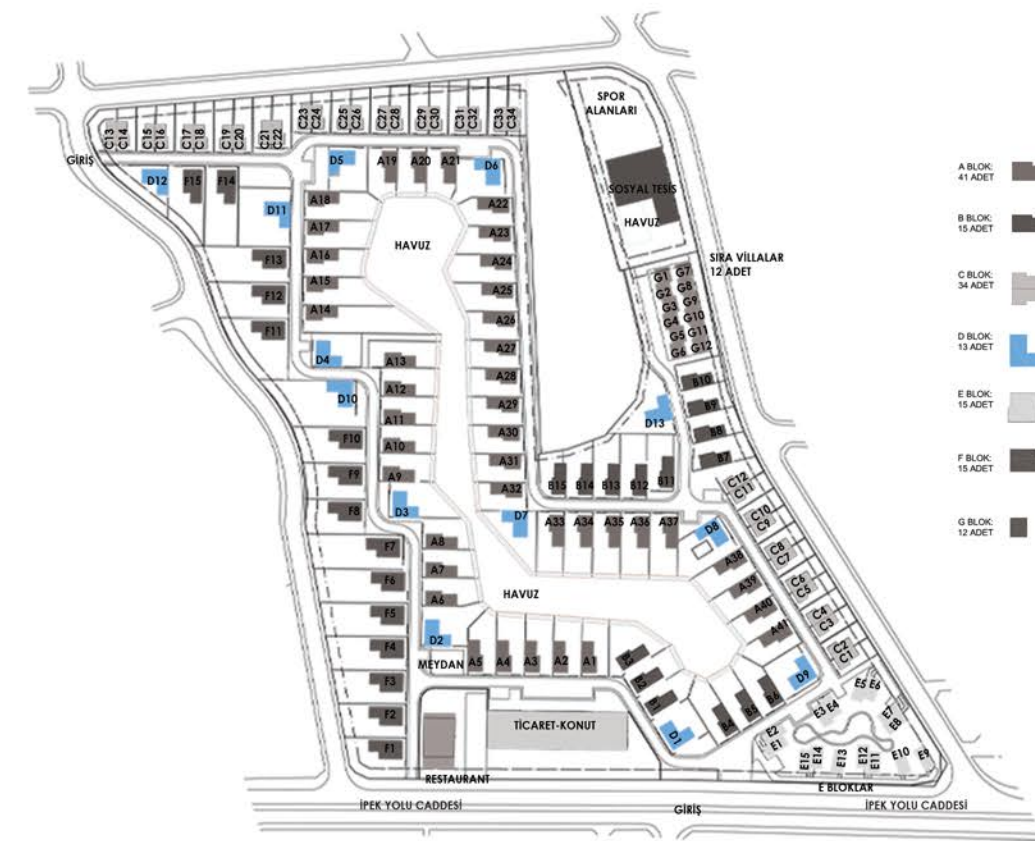 SPOR
ALANLARI
C13
C14
C15
C16
C17
C18
C19
C20
C21
C22
C23
C24
C25
C26
C27
C28
C29
C30
C31
C32
C33
C34
GİRİŞ
D12
F15
F14
D11
D5
A19
A20
A21
D6
SOSYAL TESİS
HAVUZ
A BLOK:
41 ADET
B BLOK:
15 ADET
C BLOK:
34 ADET
D BLOK:
13 ADET
E BLOK:
15 ADET
F BLOK:
15 ADET
G BLOK:
12 ADET
A18
A17
A16
A15
A14
HAVUZ
A22
A23
A24
A25
A26
A27
A28
A29
A30
A31
A32
SIRA VİLLALAR
12 ADET
G1
G7
G2
G8
G3
G9
G4
G10
G5
G11
G6
G12
F13
F12
F11
D4
D10
A13
A12
A11
A10
A9
D3
F10
F9
F8
F7
F6
F5
F4
F3
F2
F1
D13
B10
B9
B8
B7
B15
B14
B13
B12
B11
C12
C11
C10
C9
C8
C7
C6
C5
C4
C3
C2
C1
D7
A33
A34
A35
A36
A37
D8
A38
A39
A40
A41
A8
A7
A6
D2
HAVUZ
MEYDAN
A5
A4
A3
A2
A1
B3
B2
B1
D1
B4
B5
B6
D9
E5
E6
E3
E4
E7
E8
E2
E1
E15
E14
E13
E12
E11
E10
E9
TİCARET-KONUT
RESTAURANT
E BLOKLAR
İPEK YOLU CADDESİ
GİRİŞ
İPEK YOLU CADDESİ